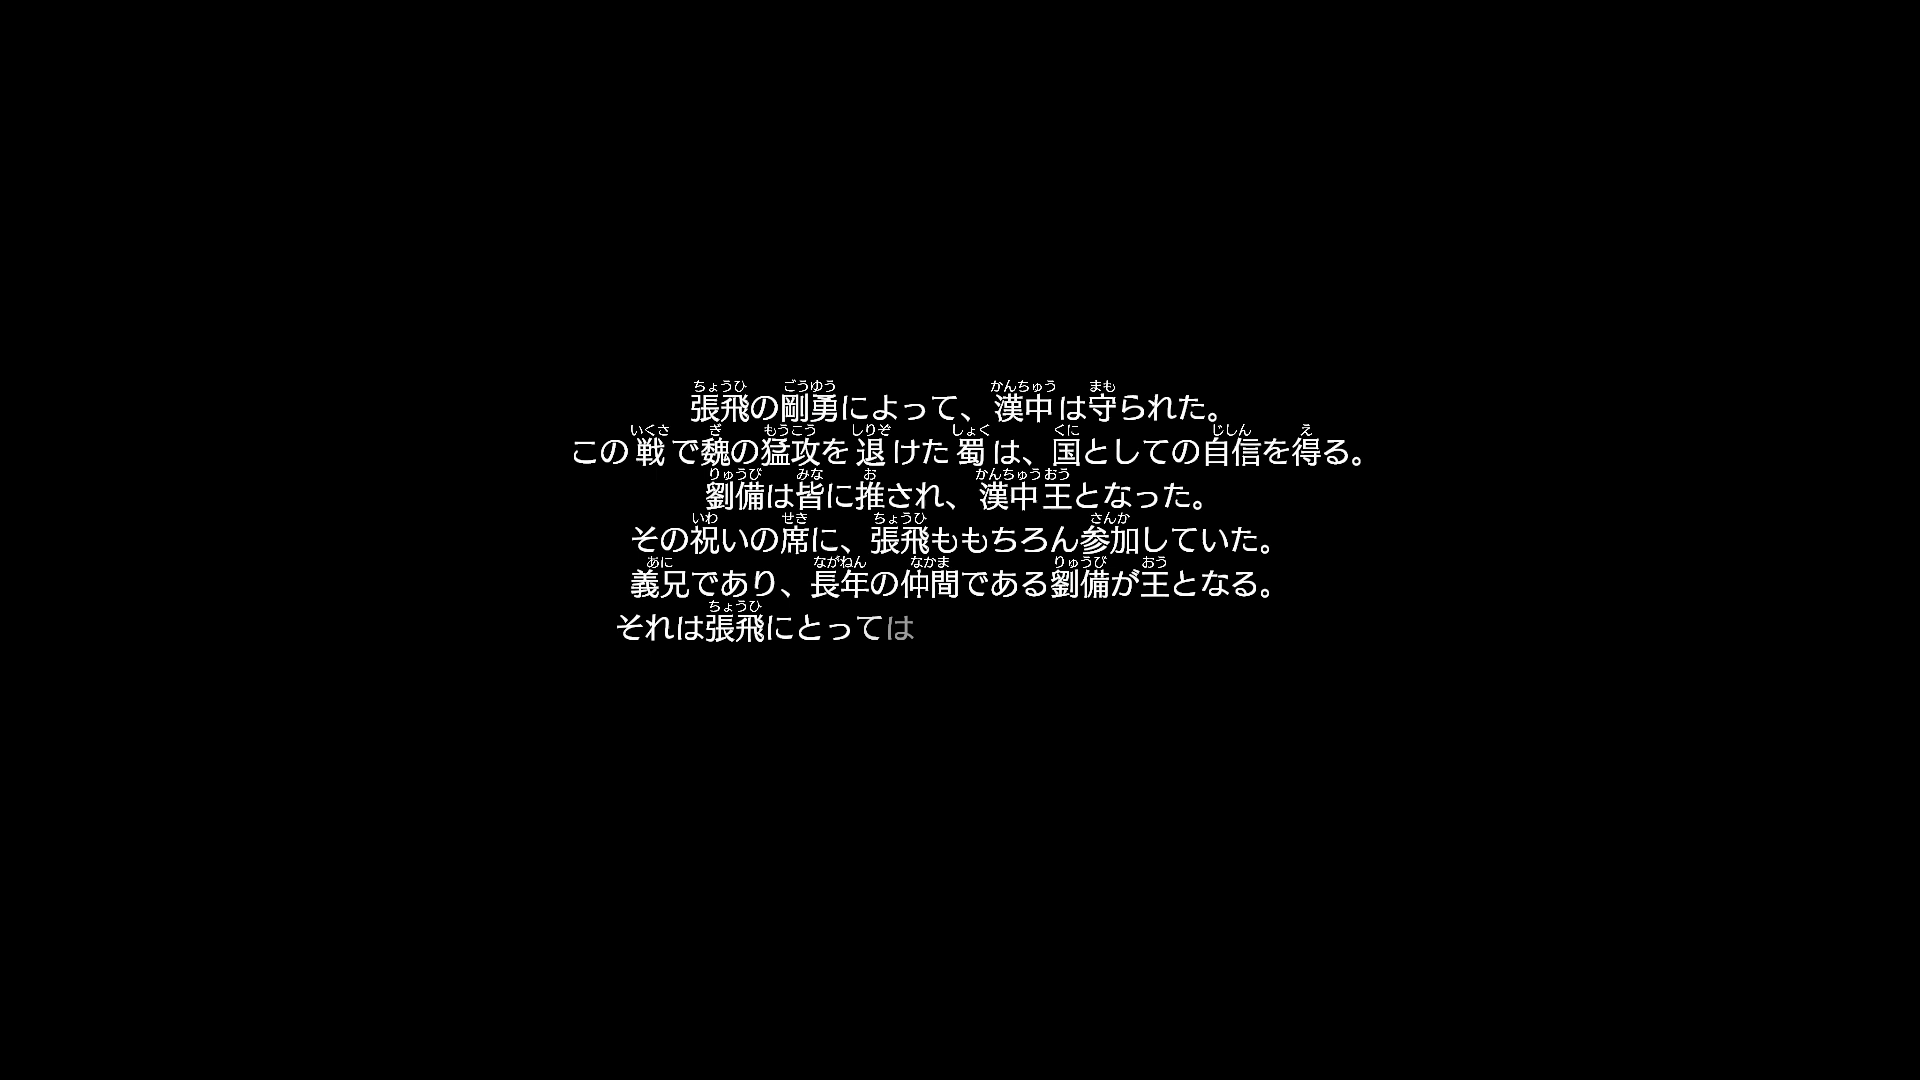 張飛の剛勇によって、漢中は守られた。
この戦で魏の猛攻を退けた蜀は、国としての自信を得る。
劉備は皆に推され、漢中王となった。
その祝いの席に、張飛ももちろん参加していた。
義兄であり、長年の仲間である劉備が王となる。
それは張飛にとっては